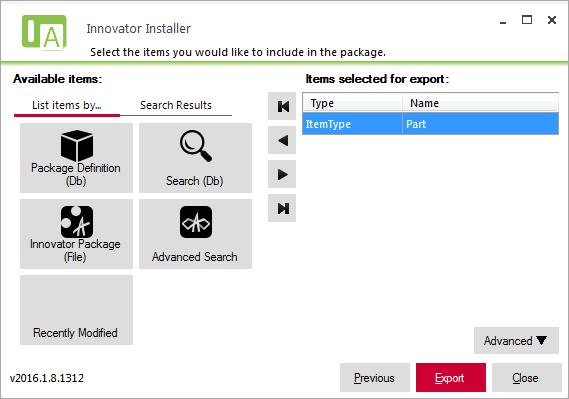 IA
Innovator Installer
Select the items you would like to include in the package.
Available items:
List items by...
Search Results
Package Definition
(Db)
Search (Db)
Innovator Package
(File)
Advanced Search
Recently Modified
Items selected for export:
Type Name
ItemType Part
Advanced ▼
v2016.1.8.1312
Previous
Export
Close